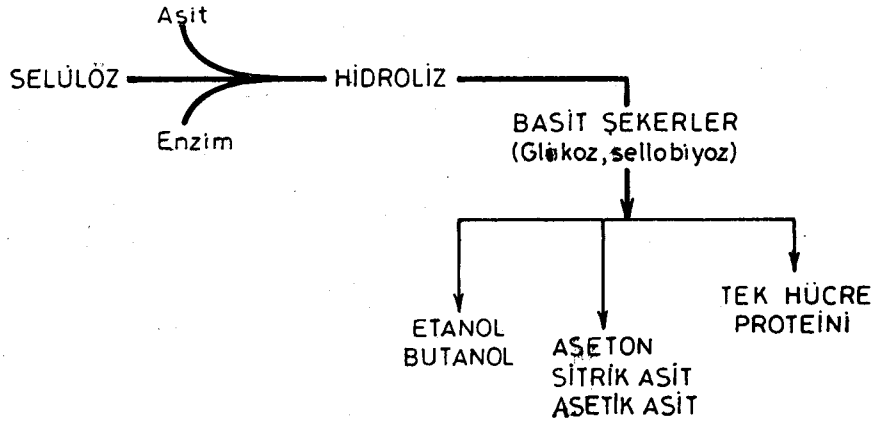 Asit
SELÜLÖZ
HİDROLİZ
Enzim
BASİT ŞEKERLER
(Glükoz, sellobiyoz)
ETANOL
BUTANOL
ASETON
SİTRİK ASİT
ASETİK ASİT
TEK HÜCRE
PROTEİNİ